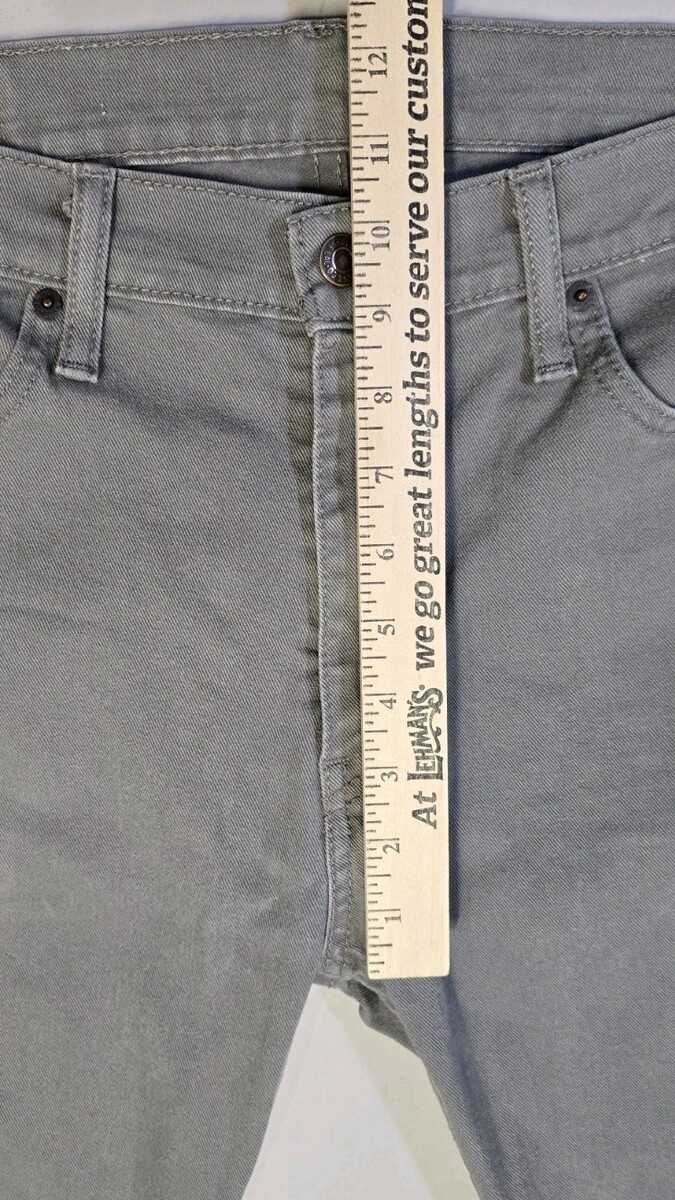 At LEHMAN'S. we go great lengths to serve our custom
1 2 3 4 5 6 7 8 9 10 11 12